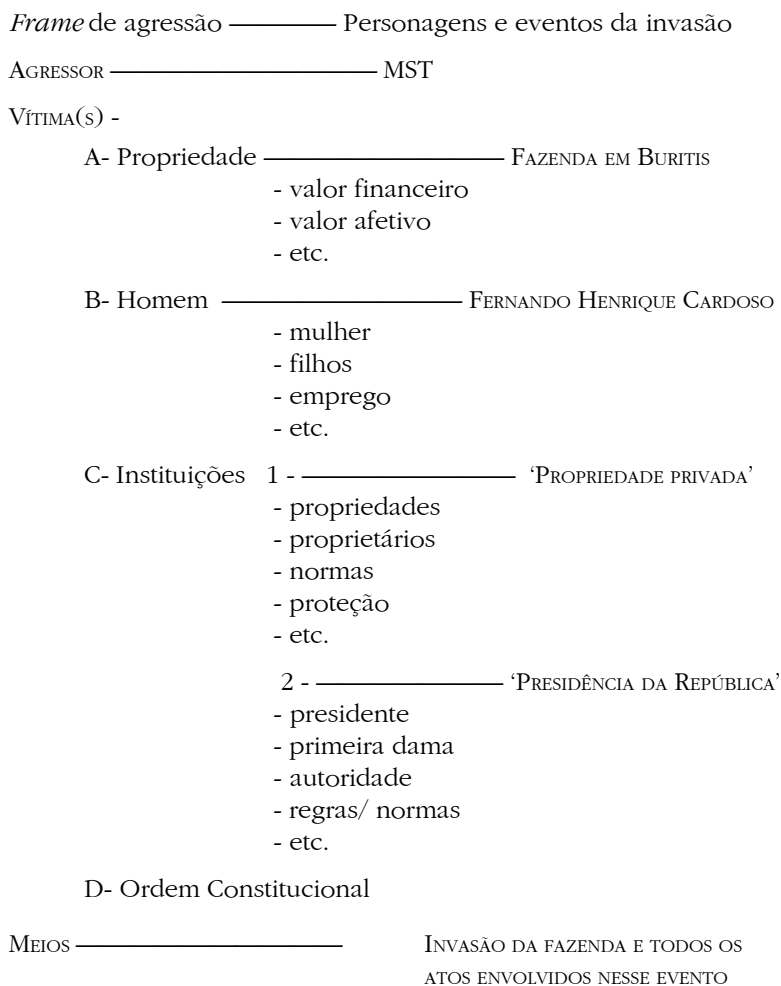 Frame de agressão ———— Personagens e eventos da invasão
AGRESSOR ———————————— MST
VÍTIMA(S) -
A- Propriedade ——————————— FAZENDA EM BURITIS
- valor financeiro
- valor afetivo
- etc.
B- Homem ——————————— FERNANDO HENRIQUE CARDOSO
- mulher
- filhos
- emprego
- etc.
C- Instituições 1 - —————————— ‘PROPRIEDADE PRIVADA’
- propriedades
- proprietários
- normas
- proteção
- etc.
2 - ————————— ‘PRESIDÊNCIA DA REPÚBLICA’
- presidente
- primeira dama
- autoridade
- regras/ normas
- etc.
D- Ordem Constitucional
MEIOS ———————————— INVASÃO DA FAZENDA E TODOS OS
ATOS ENVOLVIDOS NESSE EVENTO